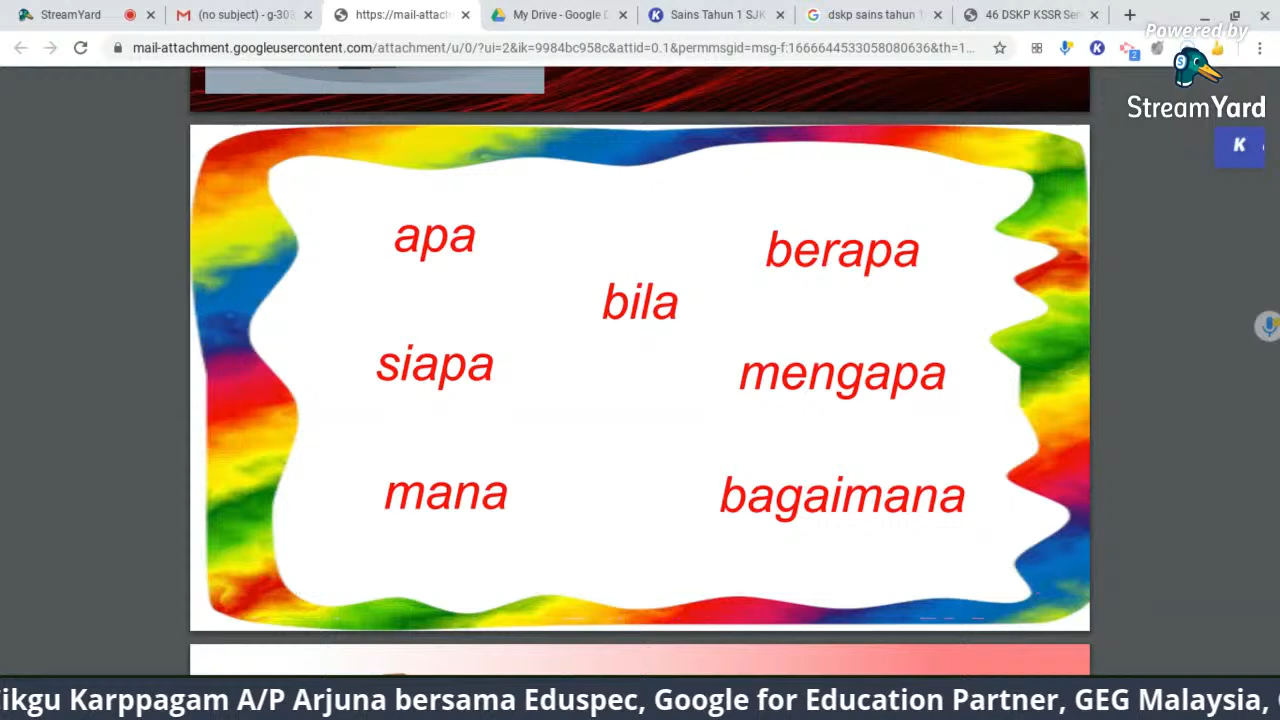 StreamYard
(no subject) - g-303
https://mail-attach
My Drive - Google D
Sains Tahun 1 SJK
dskp sains tahun
46 DSKP KSSR Se
mail-attachment.googleusercontent.com/attachment/u/0/?ui=2&ik=9984bc958c&attid=0.1&permmsgid=msg-f:1666644533058080636&th=1...
2
Powered by
StreamYard
K
apa
berapa
bila
siapa
mengapa
mana
bagaimana
ikgu Karppagam A/P Arjuna bersama Eduspec, Google for Education Partner, GEG Malaysia,